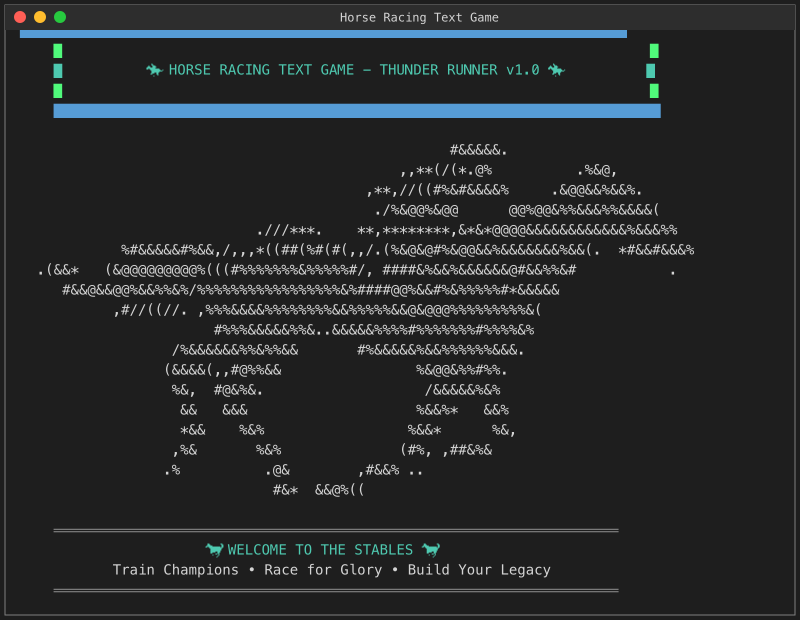 Horse Racing Text Game
🏇 HORSE RACING TEXT GAME – THUNDER RUNNER v1.0 🏇
#&&&&&.
,,**(/(*.@% .%&@,
,**,//((#%&#&&&&% .&@@&&%&&%.
./%&@@%&@@ @@%@@&%%&&&%%&&&&(
.///***. **,********,&*&*@@@@&&&&&&&&&&&&%&&&%%
%#&&&&&#%&&,/,,,*((##(%#(#(,,/.(%&@&@#%&@@&&%&&&&&&&%&&(. *#&&#&&&%
.(&&* (&@@@@@@@@@%(((#%%%%%%%&%%%%%#/, ####&%&&%&&&&&&@#&&%%&# .
#&&@&&@@%&&%%&%/%%%%%%%%%%%%%%%%%&%####@@%&&#%&%%%%%#*&&&&&
,#//((//. ,%%%&&&&%%%%%%%%&&%%%%%&&@&@@@%%%%%%%%%&(
#%%%&&&&&%%&..&&&&&%%%%#%%%%%%%#%%%%&%
/%&&&&&&%%&%%&& #%&&&&&%&&%%%%%%&&&.
(&&&&(,,#@%%&& %&@@&%%#%%.
%&, #@&%&. /&&&&&%&%
&& &&& %&&%* &&%
*&& %&% %&&* %&,
,%& %&% (#%, ,##&%&
.% .@& ,#&&% ..
#&* &&@%((
🐎 WELCOME TO THE STABLES 🐎
Train Champions • Race for Glory • Build Your Legacy